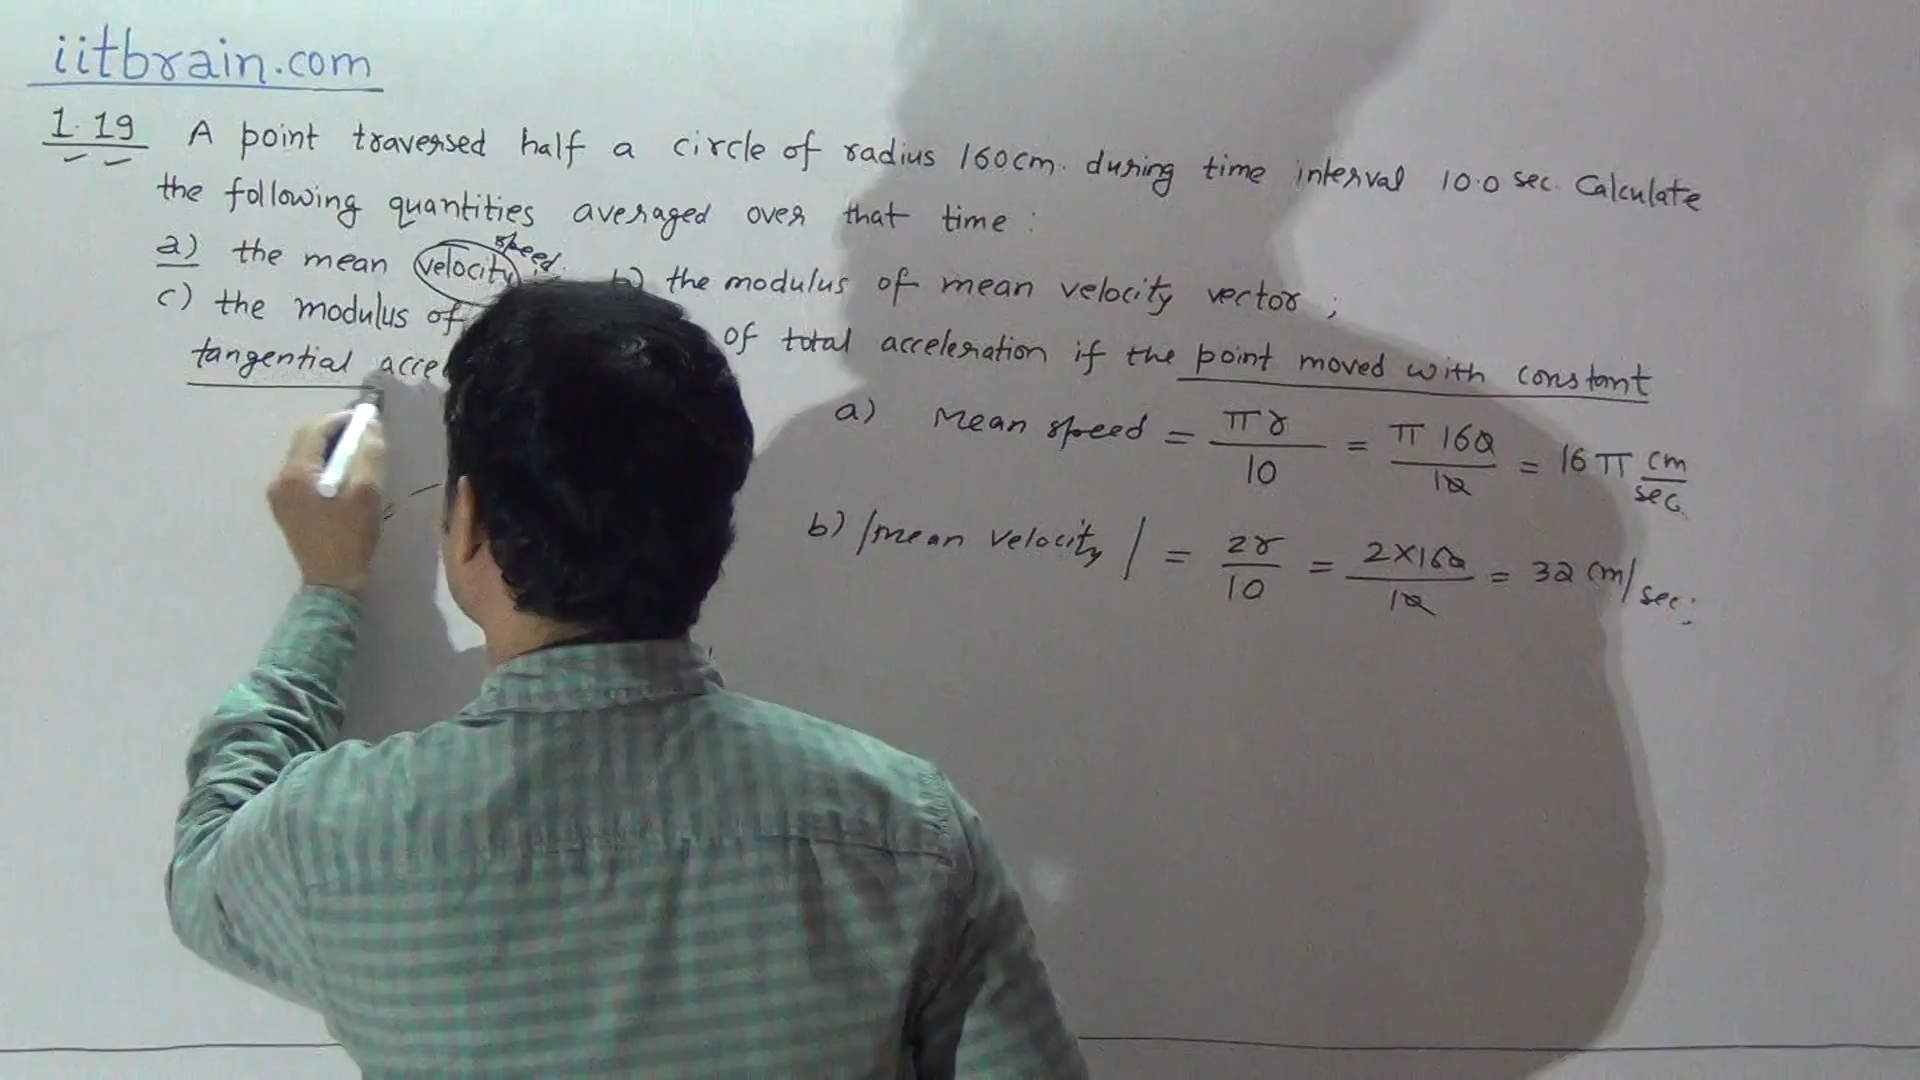 iitbrain.com
1.19 A point traversed half a circle of radius 160cm. during time interval 10.0 sec. Calculate
the following quantities averaged over that time :
speed
a) the mean velocity b) the modulus of mean velocity vector ;
c) the modulus of of total acceleration if the point moved with constant
tangential accel
a) Mean speed = πr/10 = π 160/10 = 16π cm/sec.
b) |mean velocity| = 2r/10 = 2×160/10 = 32 cm/sec.